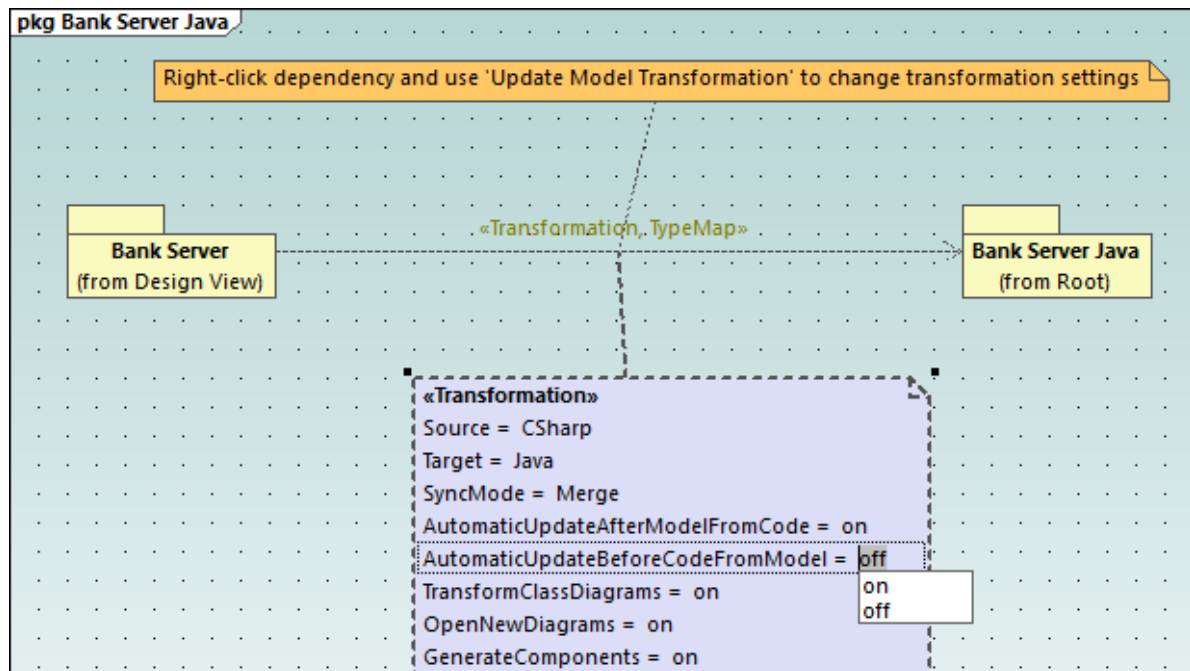 pkg Bank Server Java
Right-click dependency and use 'Update Model Transformation' to change transformation settings
«Transformation, TypeMap»
Bank Server
(from Design View)
Bank Server Java
(from Root)
«Transformation»
Source = CSharp
Target = Java
SyncMode = Merge
AutomaticUpdateAfterModelFromCode = on
AutomaticUpdateBeforeCodeFromModel = off
on
off
TransformClassDiagrams = on
OpenNewDiagrams = on
GenerateComponents = on